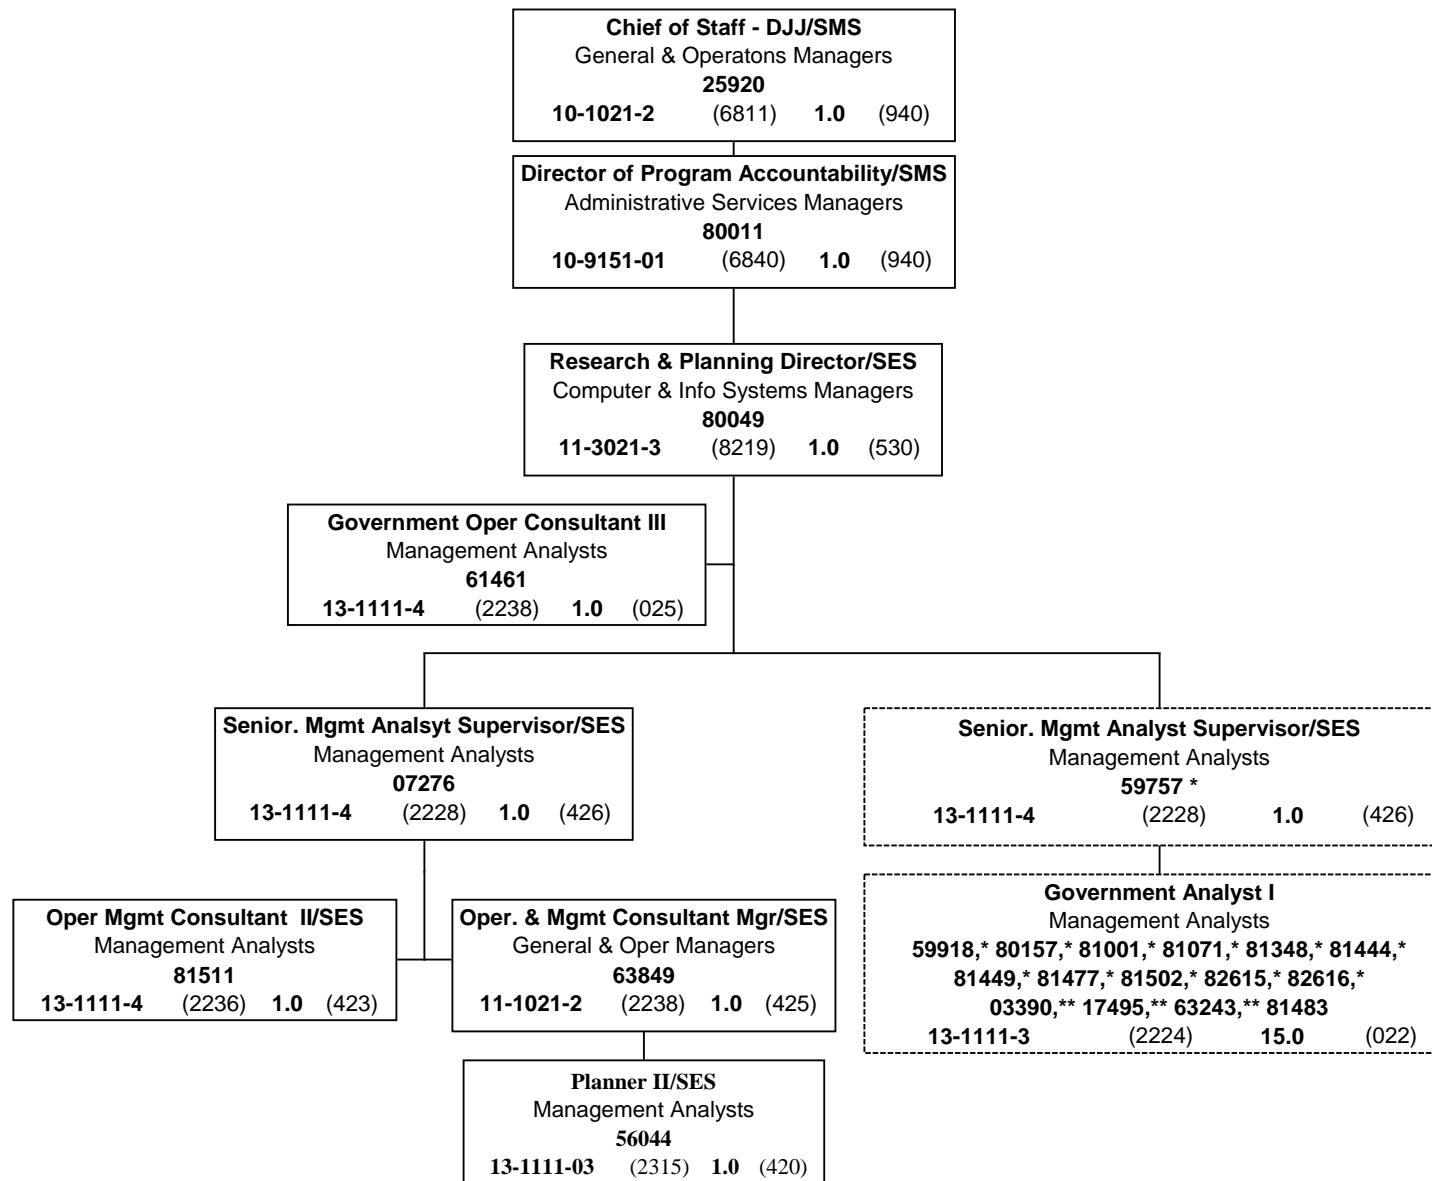 Chief of Staff - DJJ/SMS
General & Operatons Managers
25920
10-1021-2 (6811) 1.0 (940)
Director of Program Accountability/SMS
Administrative Services Managers
80011
10-9151-01 (6840) 1.0 (940)
Research & Planning Director/SES
Computer & Info Systems Managers
80049
11-3021-3 (8219) 1.0 (530)
Government Oper Consultant III
Management Analysts
61461
13-1111-4 (2238) 1.0 (025)
Senior. Mgmt Analsyt Supervisor/SES
Management Analysts
07276
13-1111-4 (2228) 1.0 (426)
Senior. Mgmt Analyst Supervisor/SES
Management Analysts
59757 *
13-1111-4 (2228) 1.0 (426)
Oper Mgmt Consultant II/SES
Management Analysts
81511
13-1111-4 (2236) 1.0 (423)
Oper. & Mgmt Consultant Mgr/SES
General & Oper Managers
63849
11-1021-2 (2238) 1.0 (425)
Government Analyst I
Management Analysts
59918,* 80157,* 81001,* 81071,* 81348,* 81444,*
81449,* 81477,* 81502,* 82615,* 82616,*
03390,** 17495,** 63243,** 81483
13-1111-3 (2224) 15.0 (022)
Planner II/SES
Management Analysts
56044
13-1111-03 (2315) 1.0 (420)